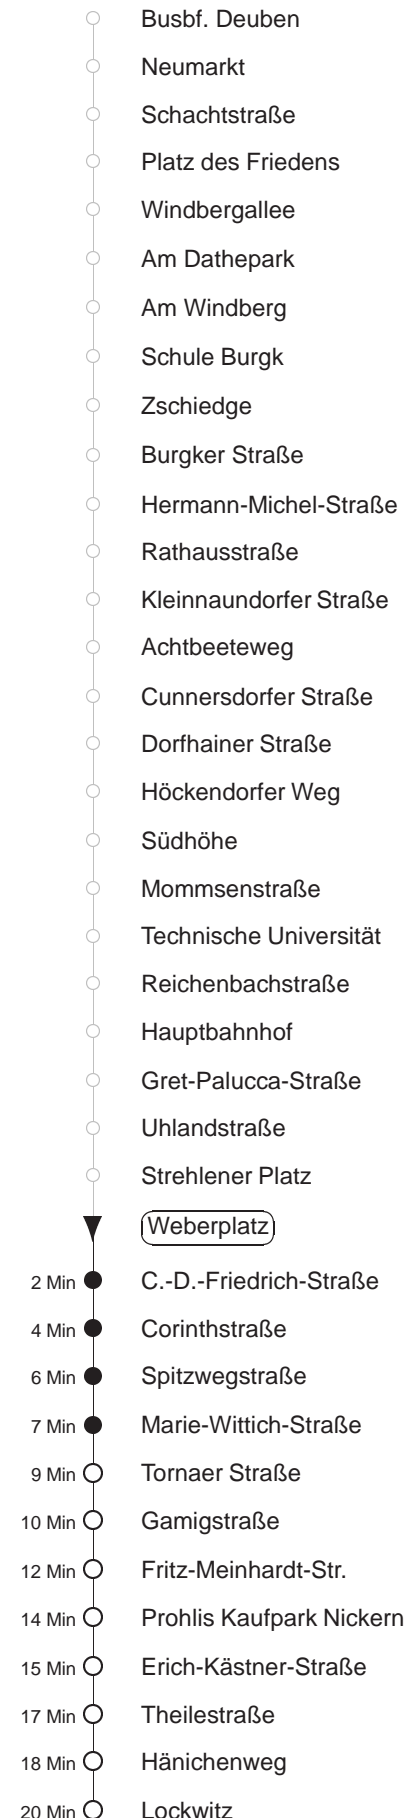 Busbf. Deuben
Neumarkt
Schachtstraße
Platz des Friedens
Windbergallee
Am Dathepark
Am Windberg
Schule Burgk
Zschiedge
Burgker Straße
Hermann-Michel-Straße
Rathausstraße
Kleinnaundorfer Straße
Achtbeeteweg
Cunnersdorfer Straße
Dorfhainer Straße
Höckendorfer Weg
Südhöhe
Mommsenstraße
Technische Universität
Reichenbachstraße
Hauptbahnhof
Gret-Palucca-Straße
Uhlandstraße
Strehlener Platz
Weberplatz
2 Min C.-D.-Friedrich-Straße
4 Min Corinthstraße
6 Min Spitzwegstraße
7 Min Marie-Wittich-Straße
9 Min Tornaer Straße
10 Min Gamigstraße
12 Min Fritz-Meinhardt-Str.
14 Min Prohlis Kaufpark Nickern
15 Min Erich-Kästner-Straße
17 Min Theilestraße
18 Min Hänichenweg
20 Min Lockwitz